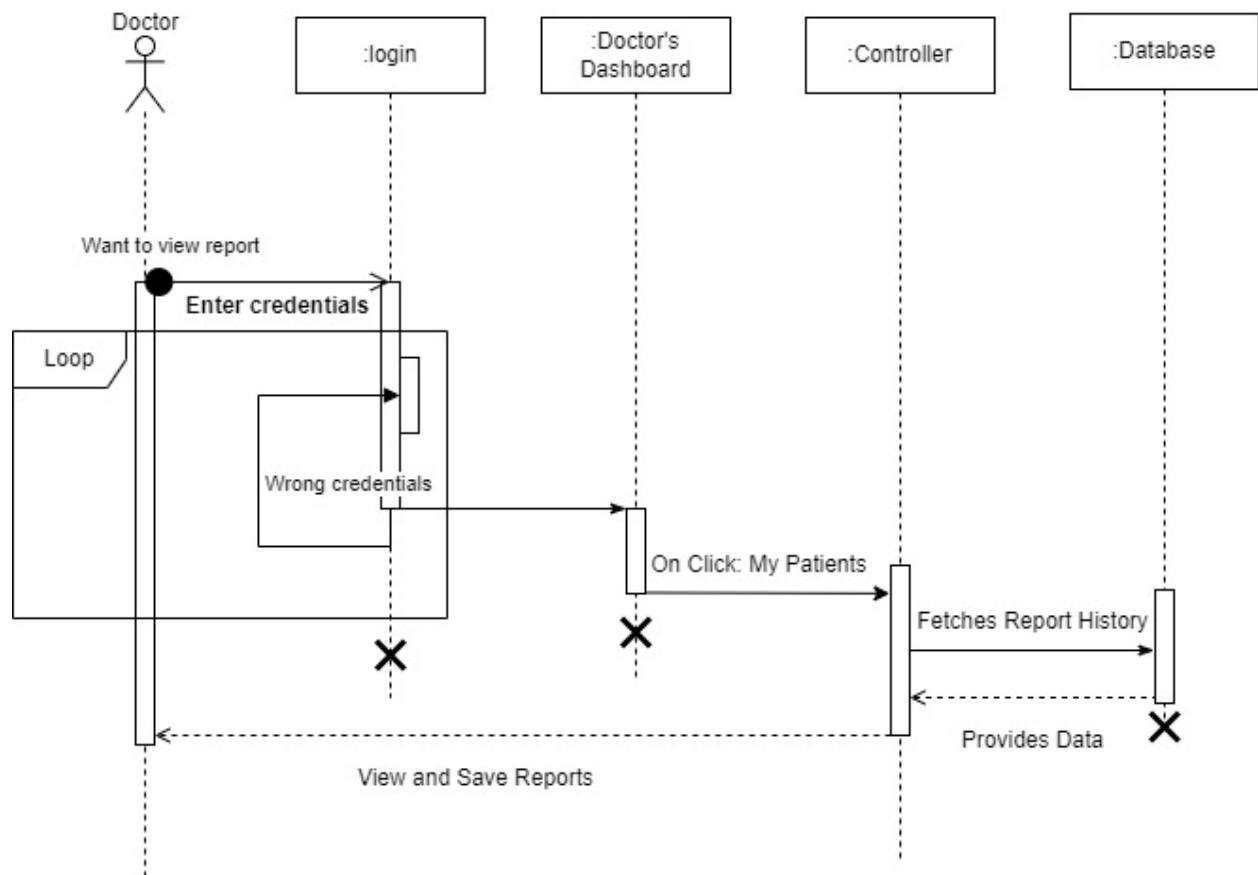 Doctor
:login
:Doctor's
Dashboard
:Controller
:Database
Want to view report
Enter credentials
Loop
Wrong credentials
On Click: My Patients
Fetches Report History
Provides Data
View and Save Reports